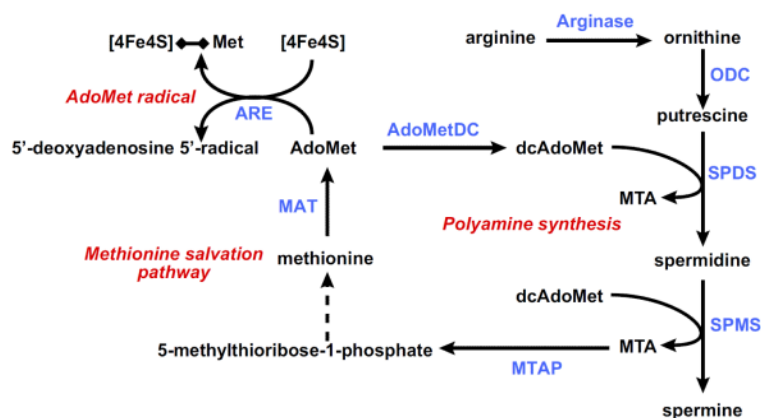 Arginase
[4Fe4S] Met [4Fe4S] arginine ornithine
ODC
AdoMet radical
ARE
putrescine
AdoMetDC
5'-deoxyadenosine 5'-radical AdoMet dcAdoMet
SPDS
MTA
MAT
Polyamine synthesis
Methionine salvation
pathway
methionine
spermidine
dcAdoMet
SPMS
5-methylthioribose-1-phosphate MTA
MTAP
spermine